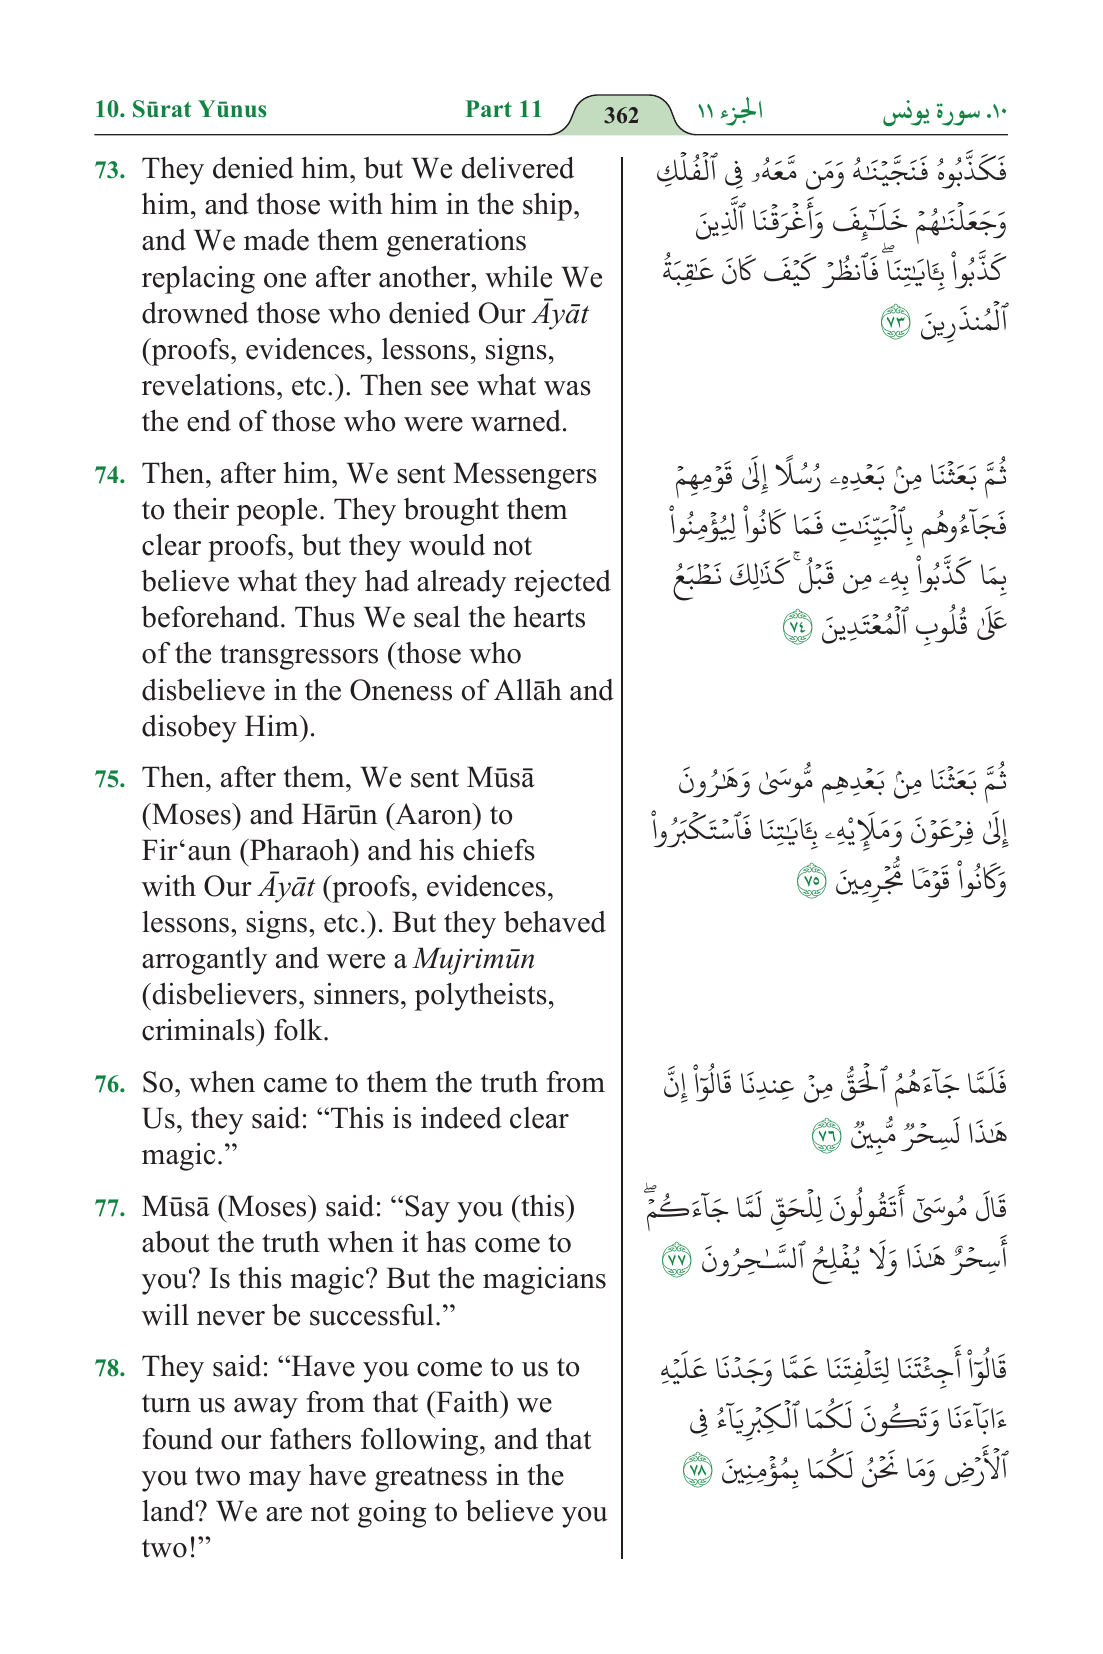 10. Sūrat Yūnus
Part 11
362
الجزء ١١
١٠. سورة يونس
73. They denied him, but We delivered
him, and those with him in the ship,
and We made them generations
replacing one after another, while We
drowned those who denied Our Āyāt
(proofs, evidences, lessons, signs,
revelations, etc.). Then see what was
the end of those who were warned.
فَكَذَّبُوهُ فَنَجَّيۡنَٰهُ وَمَن مَّعَهُۥ فِي ٱلۡفُلۡكِ
وَجَعَلۡنَٰهُمۡ خَلَٰٓئِفَ وَأَغۡرَقۡنَا ٱلَّذِينَ
كَذَّبُواْ بِـَٔايَٰتِنَاۖ فَٱنظُرۡ كَيۡفَ كَانَ عَٰقِبَةُ
ٱلۡمُنذَرِينَ ٧٣
74. Then, after him, We sent Messengers
to their people. They brought them
clear proofs, but they would not
believe what they had already rejected
beforehand. Thus We seal the hearts
of the transgressors (those who
disbelieve in the Oneness of Allāh and
disobey Him).
ثُمَّ بَعَثۡنَا مِنۢ بَعۡدِهِۦ رُسُلًا إِلَىٰ قَوۡمِهِمۡ
فَجَآءُوهُم بِٱلۡبَيِّنَٰتِ فَمَا كَانُواْ لِيُؤۡمِنُواْ
بِمَا كَذَّبُواْ بِهِۦ مِن قَبۡلُۚ كَذَٰلِكَ نَطۡبَعُ
عَلَىٰ قُلُوبِ ٱلۡمُعۡتَدِينَ ٧٤
75. Then, after them, We sent Mūsā
(Moses) and Hārūn (Aaron) to
Fir‘aun (Pharaoh) and his chiefs
with Our Āyāt (proofs, evidences,
lessons, signs, etc.). But they behaved
arrogantly and were a Mujrimūn
(disbelievers, sinners, polytheists,
criminals) folk.
ثُمَّ بَعَثۡنَا مِنۢ بَعۡدِهِم مُّوسَىٰ وَهَٰرُونَ
إِلَىٰ فِرۡعَوۡنَ وَمَلَإِيْهِۦ بِـَٔايَٰتِنَا فَٱسۡتَكۡبَرُواْ
وَكَانُواْ قَوۡمٗا مُّجۡرِمِينَ ٧٥
76. So, when came to them the truth from
Us, they said: “This is indeed clear
magic.”
فَلَمَّا جَآءَهُمُ ٱلۡحَقُّ مِنۡ عِندِنَا قَالُوٓاْ إِنَّ
هَٰذَا لَسِحۡرٞ مُّبِينٞ ٧٦
77. Mūsā (Moses) said: “Say you (this)
about the truth when it has come to
you? Is this magic? But the magicians
will never be successful.”
قَالَ مُوسَىٰٓ أَتَقُولُونَ لِلۡحَقِّ لَمَّا جَآءَكُمۡۖ
أَسِحۡرٌ هَٰذَا وَلَا يُفۡلِحُ ٱلسَّٰحِرُونَ ٧٧
78. They said: “Have you come to us to
turn us away from that (Faith) we
found our fathers following, and that
you two may have greatness in the
land? We are not going to believe you
two!”
قَالُوٓاْ أَجِئۡتَنَا لِتَلۡفِتَنَا عَمَّا وَجَدۡنَا عَلَيۡهِ
ءَابَآءَنَا وَتَكُونَ لَكُمَا ٱلۡكِبۡرِيَآءُ فِي
ٱلۡأَرۡضِ وَمَا نَحۡنُ لَكُمَا بِمُؤۡمِنِينَ ٧٨